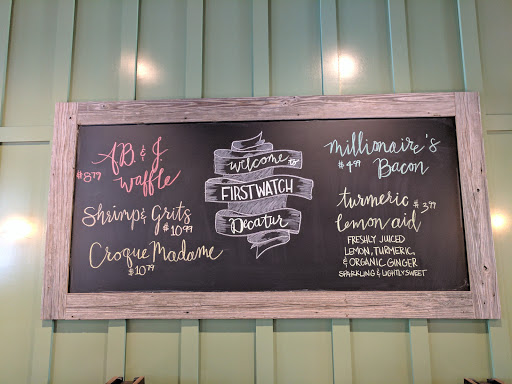 AB & J
$8.79 waffle
Shrimp & Grits
$10.99
Croque Madame
$10.79
welcome to
FIRSTWATCH
Decatur
millionaire's
$4.99 Bacon
turmeric $3.99
lemon aid
FRESHLY JUICED
LEMON, TURMERIC,
& ORGANIC GINGER
SPARKLING & LIGHTLY SWEET